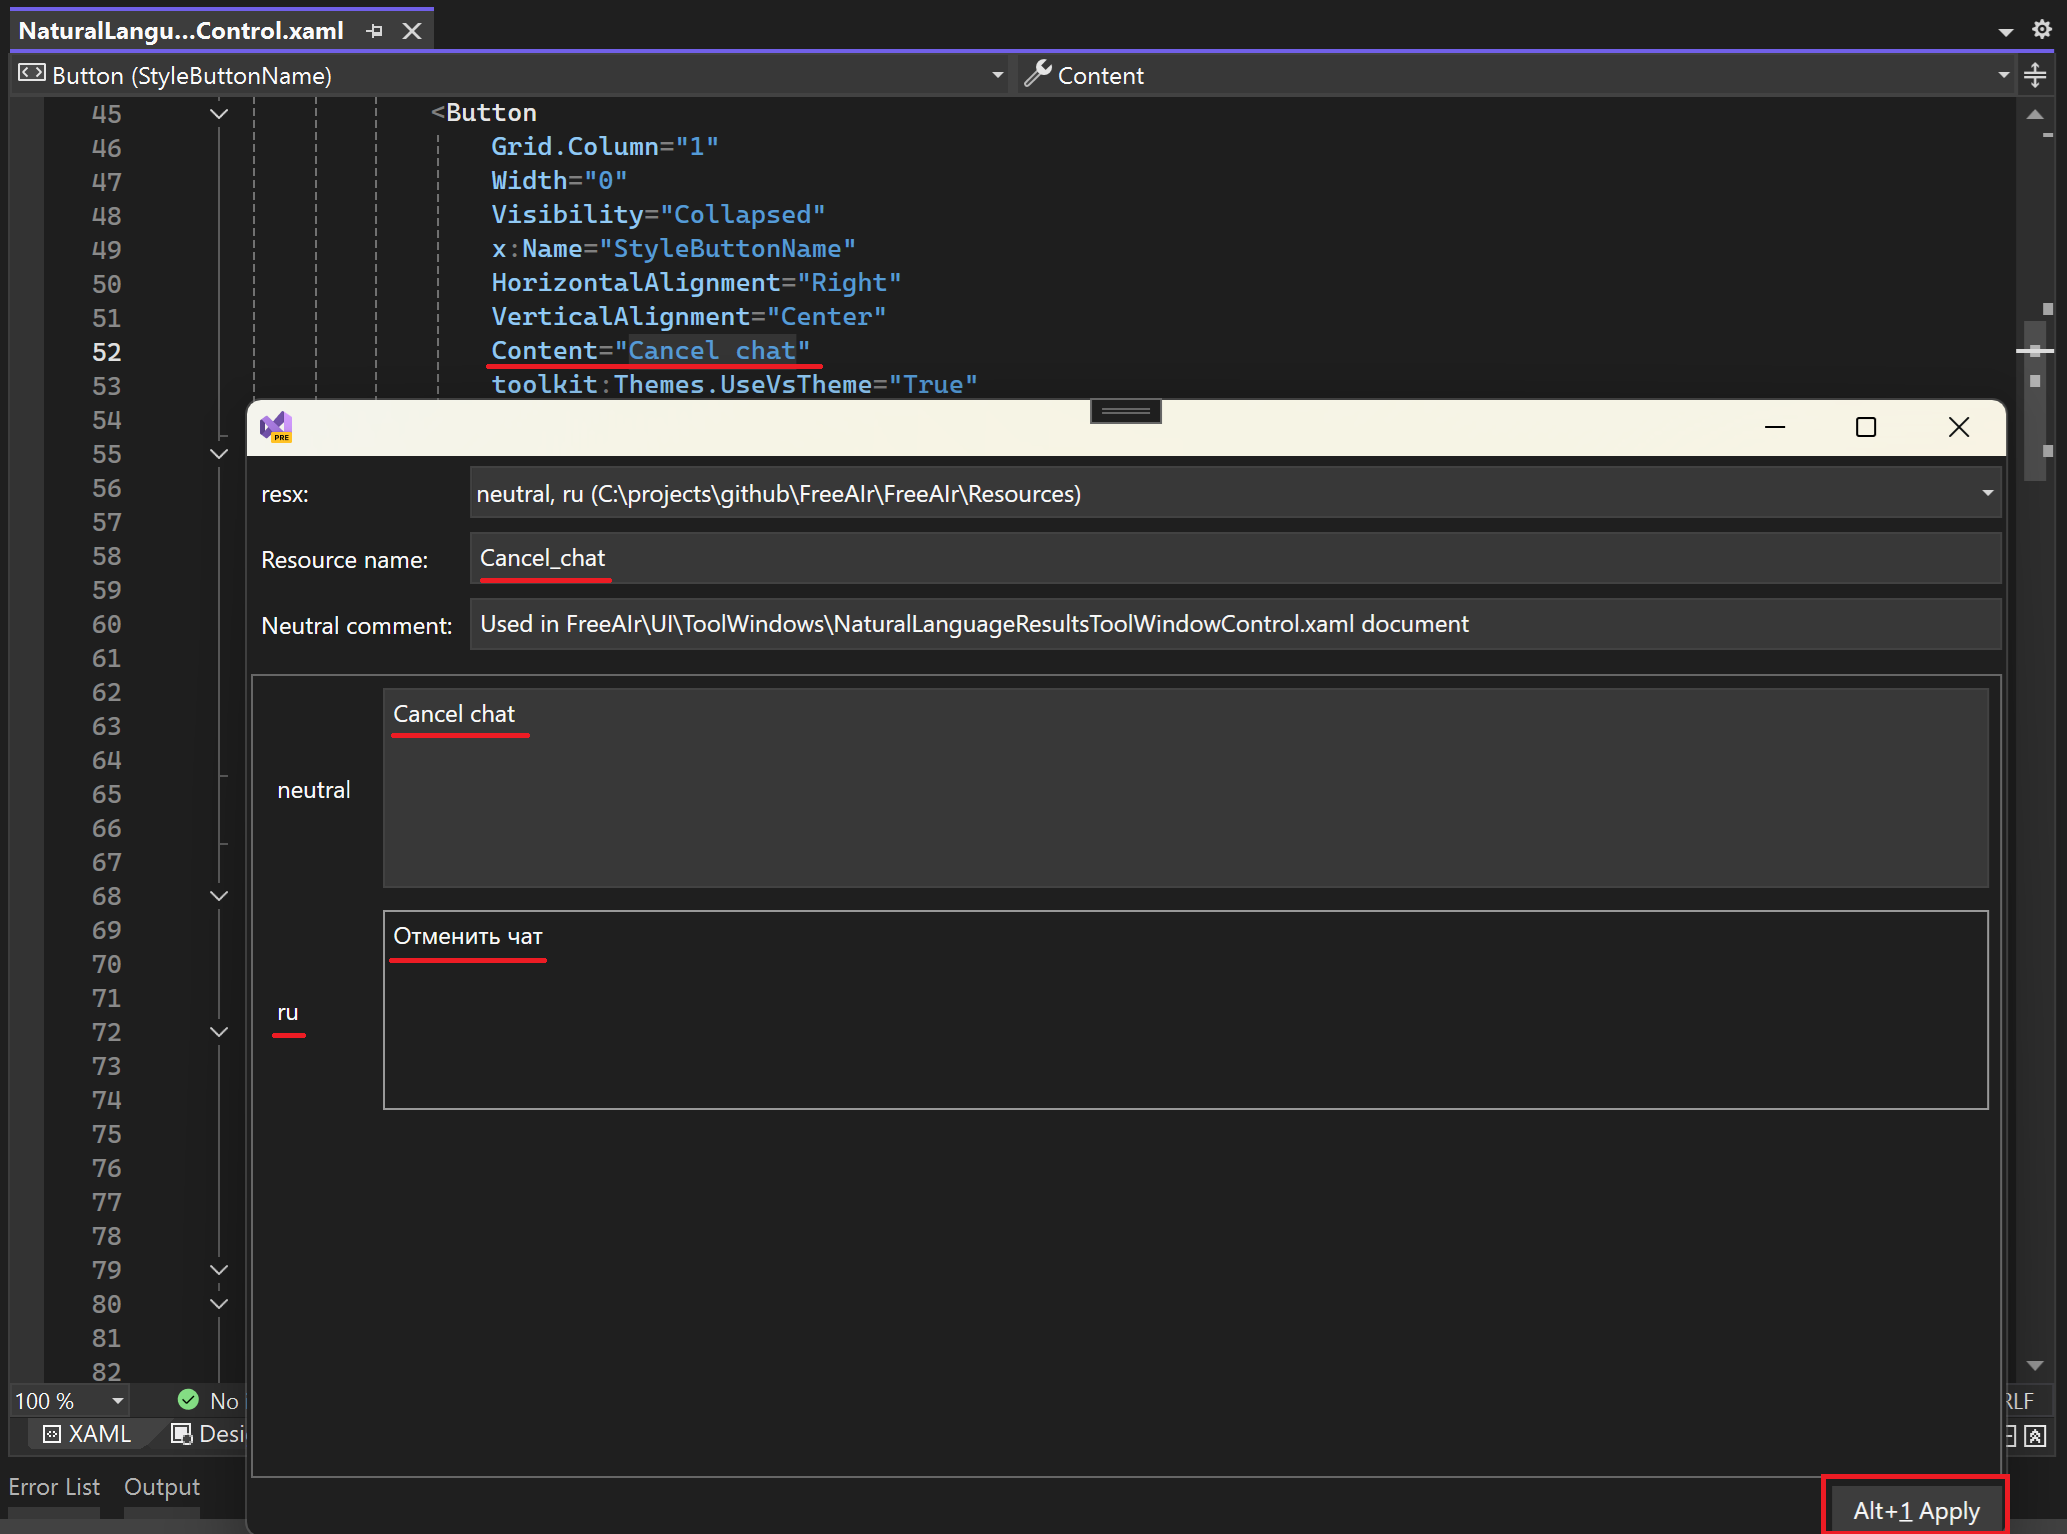 NaturalLangu...Control.xaml
Button (StyleButtonName)
Content
45 <Button
46 Grid.Column="1"
47 Width="0"
48 Visibility="Collapsed"
49 x:Name="StyleButtonName"
50 HorizontalAlignment="Right"
51 VerticalAlignment="Center"
52 Content="Cancel chat"
53 toolkit:Themes.UseVsTheme="True"
54
PRE
55
56
resx: neutral, ru (C:\projects\github\FreeAIr\FreeAIr\Resources)
57
58
Resource name: Cancel_chat
59
60
Neutral comment: Used in FreeAIr\UI\ToolWindows\NaturalLanguageResultsToolWindowControl.xaml document
61
62
63
Cancel chat
64
65
neutral
66
67
68
69
Отменить чат
70
71
72
ru
73
74
75
76
77
78
79
80
81
82
100 %
No
RLF
XAML
Desi
Error List
Output
Alt+1 Apply